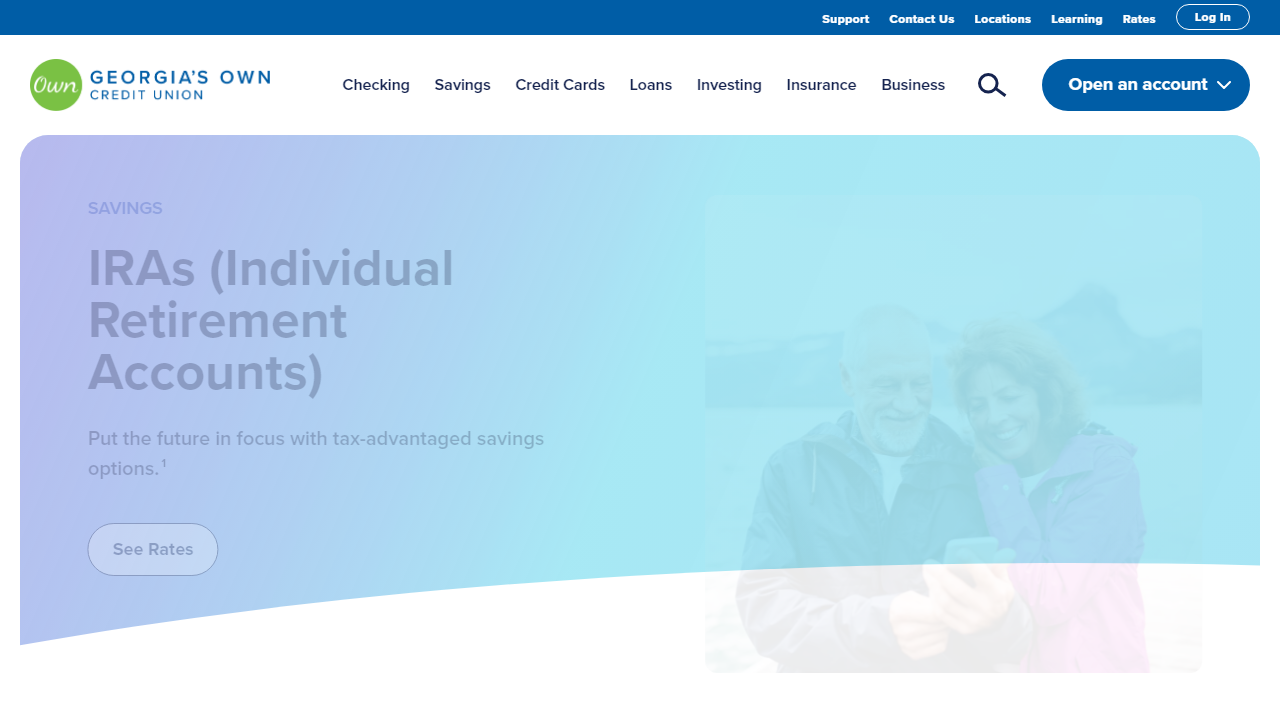 Support Contact Us Locations Learning Rates Log In
Own GEORGIA'S OWN
CREDIT UNION
Checking Savings Credit Cards Loans Investing Insurance Business Open an account
SAVINGS
IRAs (Individual
Retirement
Accounts)
Put the future in focus with tax-advantaged savings
options.¹
See Rates